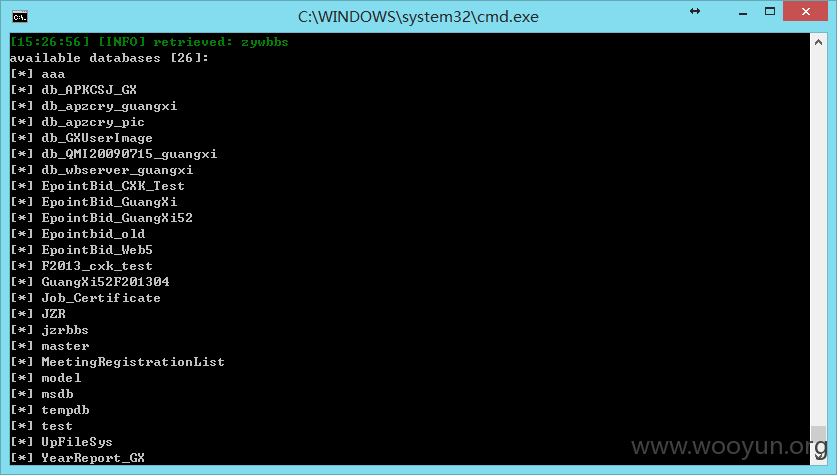 C:\WINDOWS\system32\cmd.exe
[15:26:56] [INFO] retrieved: zywbbs
available databases [26]:
[*] aaa
[*] db_APKCSJ_GX
[*] db_apzcry_guangxi
[*] db_apzcry_pic
[*] db_GXUserImage
[*] db_QMI20090715_guangxi
[*] db_wbserver_guangxi
[*] EpointBid_CXK_Test
[*] EpointBid_GuangXi
[*] EpointBid_GuangXi52
[*] Epointbid_old
[*] EpointBid_Web5
[*] F2013_cxk_test
[*] GuangXi52F201304
[*] Job_Certificate
[*] JZR
[*] jzrbbs
[*] master
[*] MeetingRegistrationList
[*] model
[*] msdb
[*] tempdb
[*] test
[*] UpFileSys
[*] YearReport_GX
www.wooyun.org